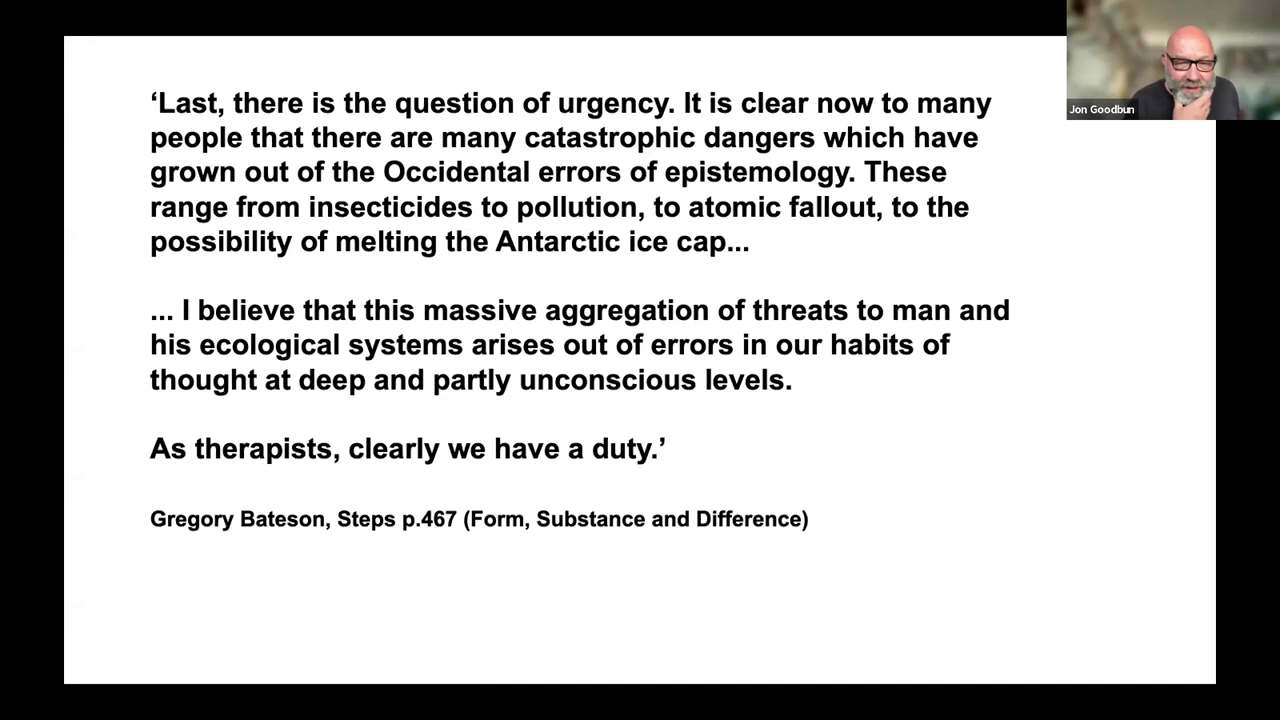 ‘Last, there is the question of urgency. It is clear now to many
people that there are many catastrophic dangers which have
grown out of the Occidental errors of epistemology. These
range from insecticides to pollution, to atomic fallout, to the
possibility of melting the Antarctic ice cap...
... I believe that this massive aggregation of threats to man and
his ecological systems arises out of errors in our habits of
thought at deep and partly unconscious levels.
As therapists, clearly we have a duty.’
Gregory Bateson, Steps p.467 (Form, Substance and Difference)
Jon Goodbun